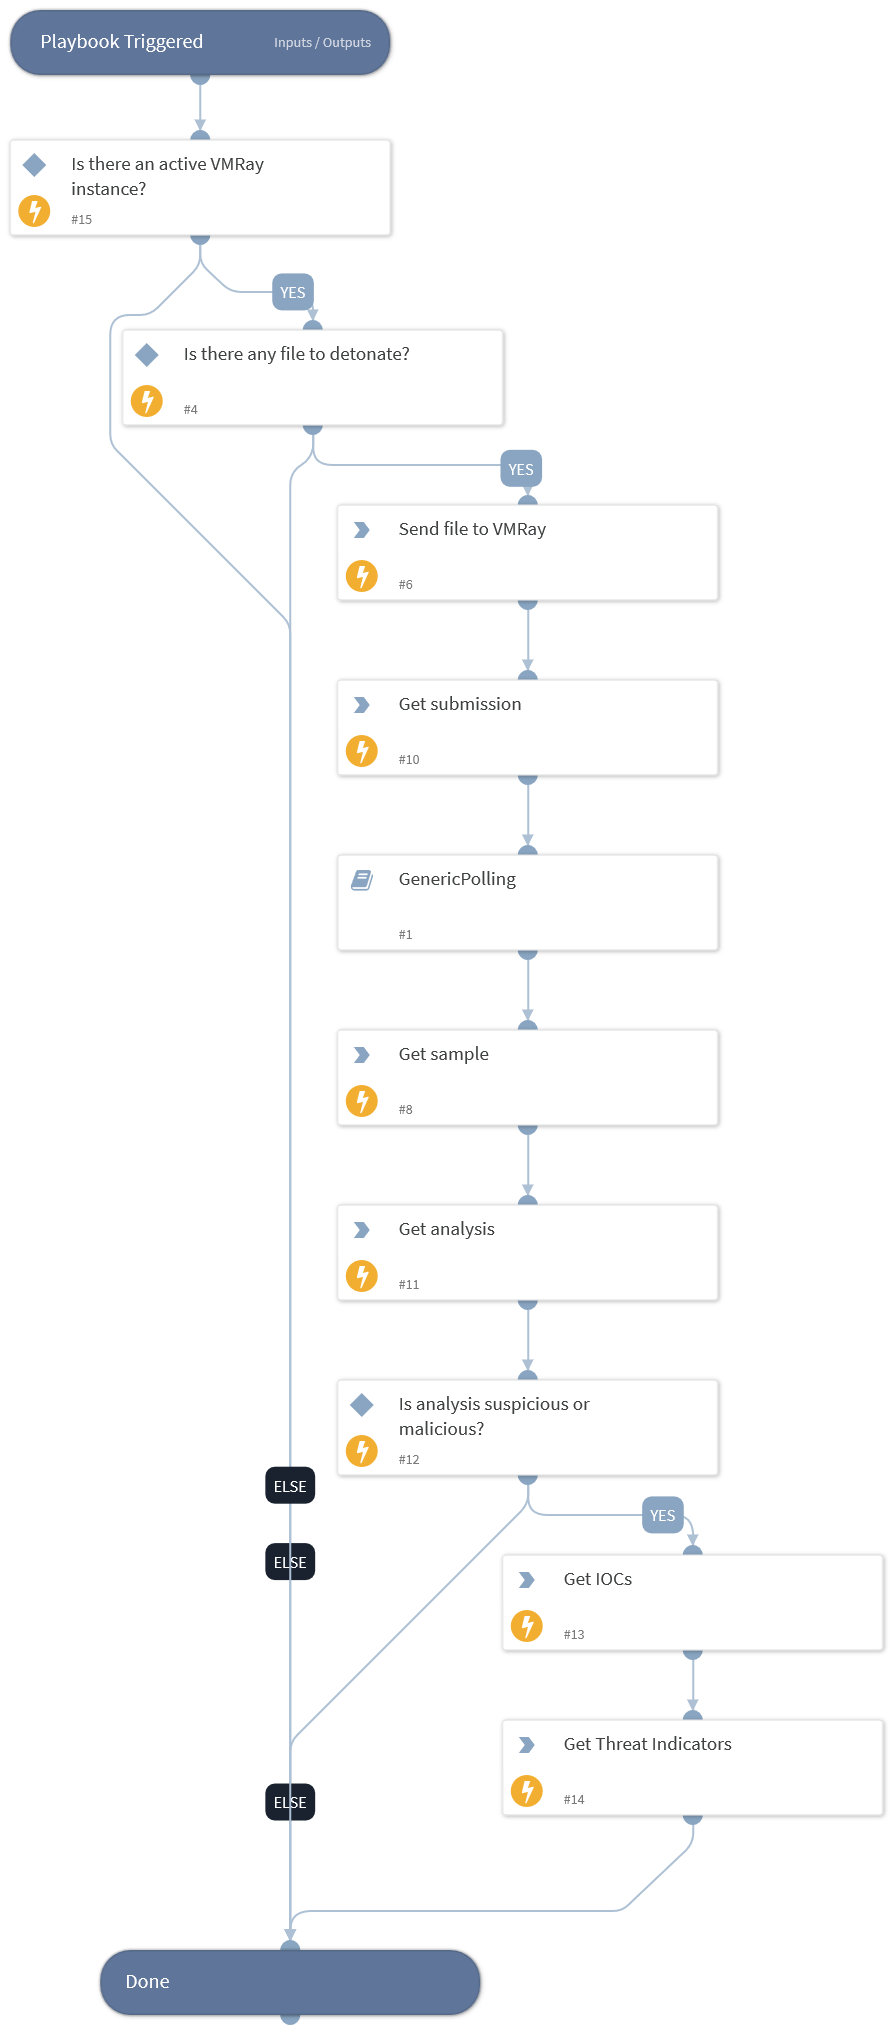 Playbook Triggered
Inputs / Outputs
Is there an active VMRay
instance?
#15
YES
Is there any file to detonate?
#4
YES
Send file to VMRay
#6
Get submission
#10
GenericPolling
#1
Get sample
#8
Get analysis
#11
Is analysis suspicious or
malicious?
#12
ELSE
YES
ELSE
Get IOCs
#13
Get Threat Indicators
#14
ELSE
Done